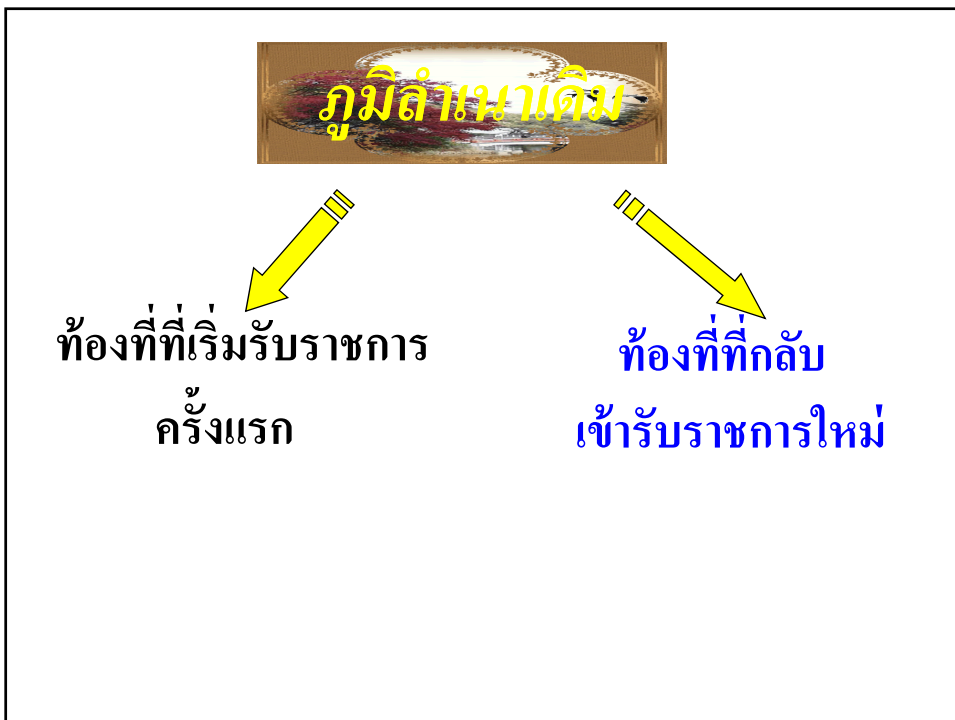 ภูมิลำเนาเดิม
ท้องที่ที่เริ่มรับราชการ
ครั้งแรก
ท้องที่ที่กลับ
เข้ารับราชการใหม่